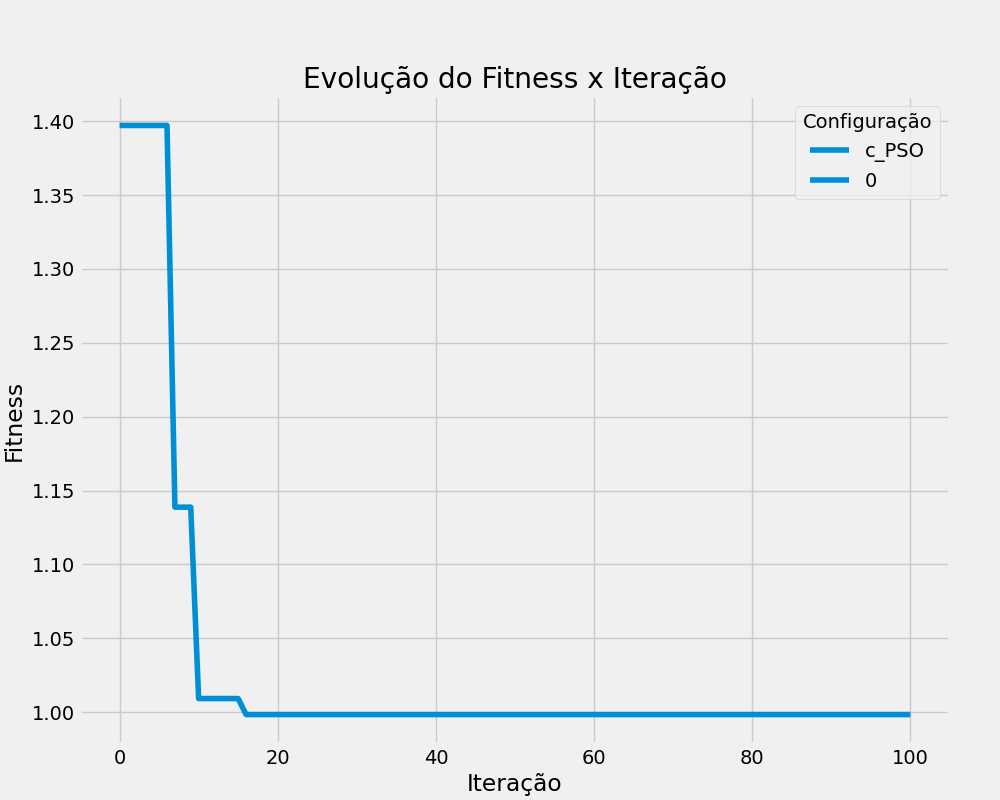 Evolução do Fitness x Iteração
Configuração
c_PSO
0
Fitness
1.40
1.35
1.30
1.25
1.20
1.15
1.10
1.05
1.00
0 20 40 60 80 100
Iteração